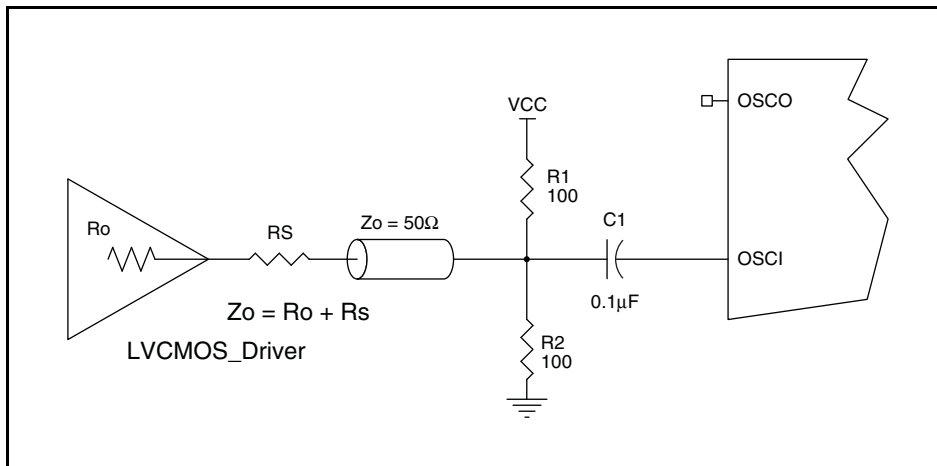 OSCO
VCC
R1
100
Ro
RS
Zo = 50Ω
C1
OSCI
0.1μF
Zo = Ro + Rs
LVCMOS_Driver
R2
100